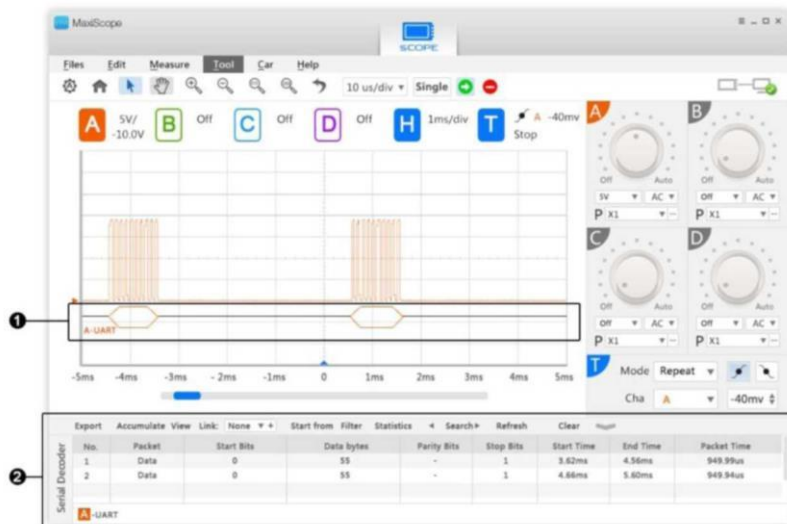 MaxiScope
SCOPE
Files Edit Measure Tool Car Help
10 us/div Single
A 5V/ -10.0V B Off C Off D Off H 1ms/div T A -40mv Stop
A B
Off Auto Off Auto
5V AC Off AC
P X1 P X1
C D
Off Auto Off Auto
Off AC Off AC
P X1 P X1
1
A-UART
-5ms -4ms -3ms - 2ms -1ms 0 1ms 2ms 3ms 4ms 5ms
T Mode Repeat
Cha A -40mv
2
Export Accumulate View Link: None Start from Filter Statistics Search Refresh Clear
Serial Decoder
No. Packet Start Bits Data bytes Parity Bits Stop Bits Start Time End Time Packet Time
1 Data 0 55 - 1 3.62ms 4.56ms 949.99us
2 Data 0 55 - 1 4.66ms 5.60ms 949.94us
A -UART